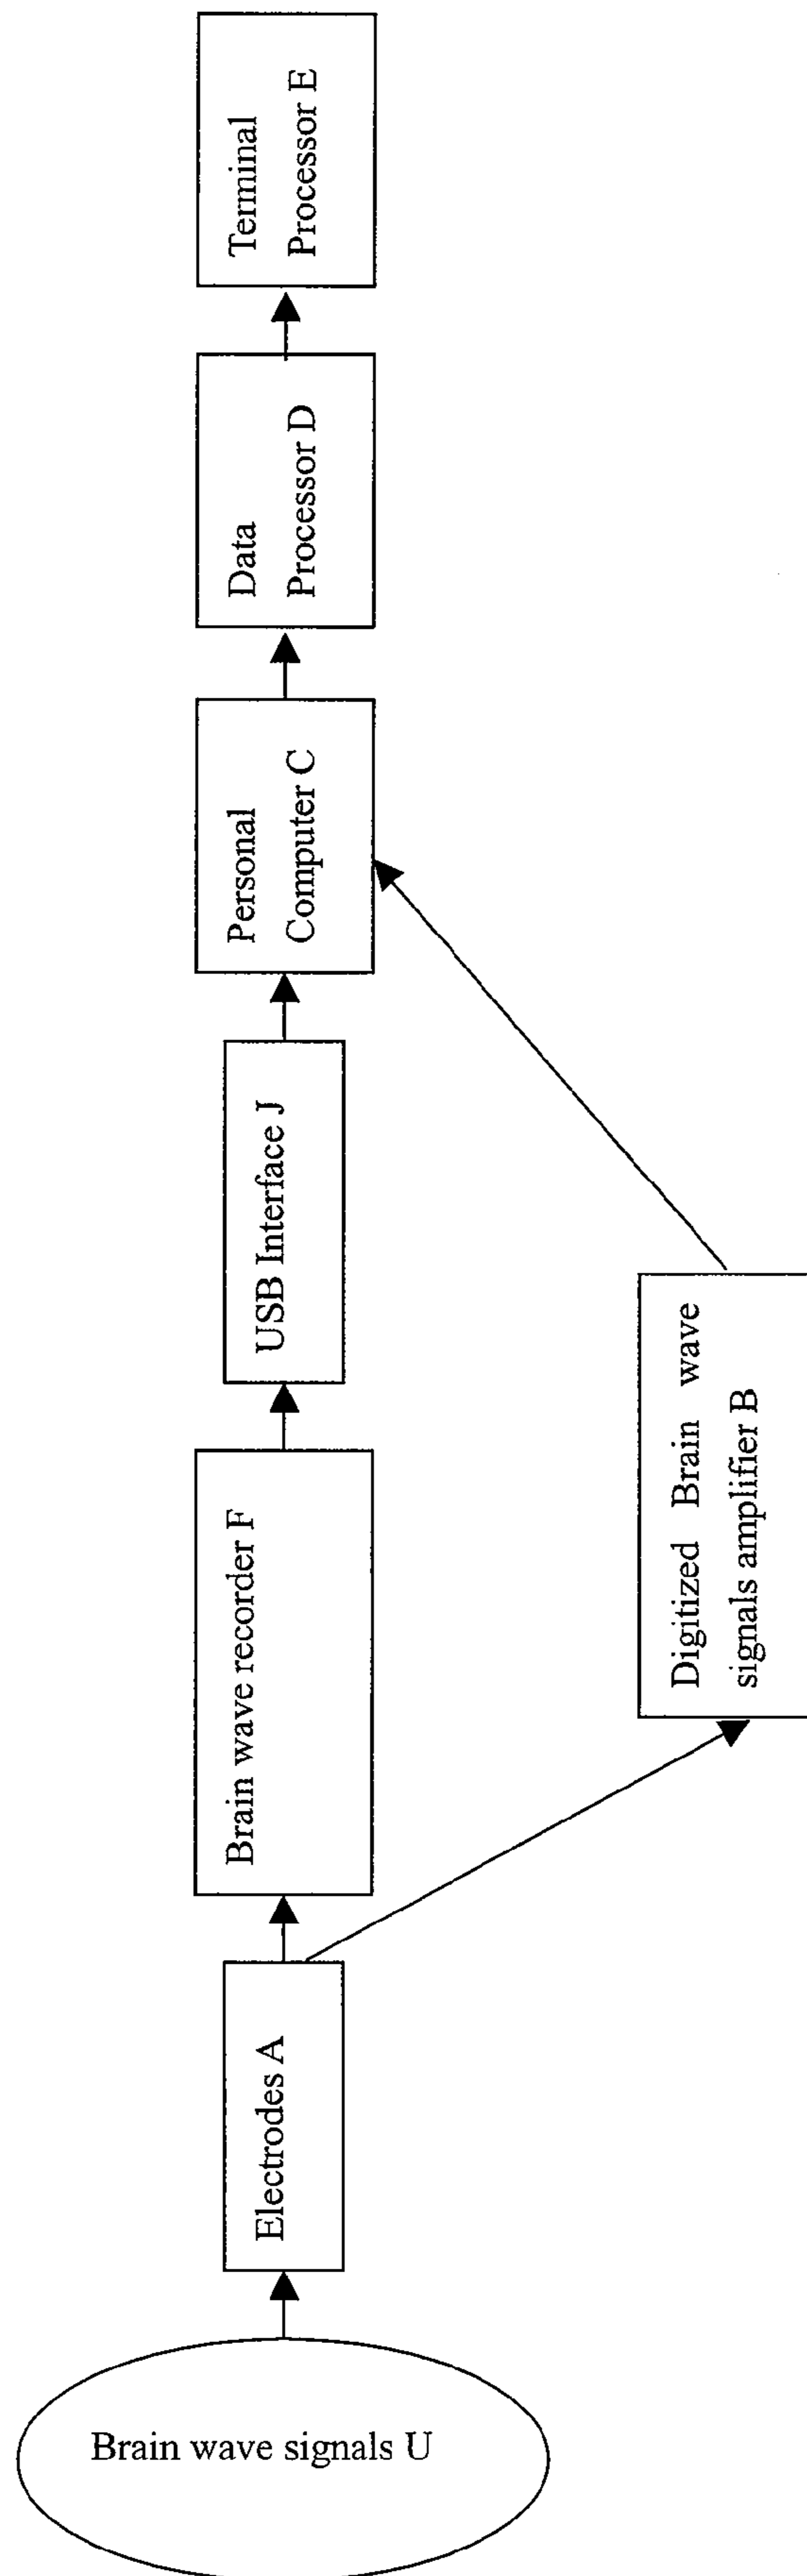 Brain wave signals U
Electrodes A
Brain wave recorder F
USB Interface J
Digitized Brain wave
signals amplifier B
Personal
Computer C
Data
Processor D
Terminal
Processor E